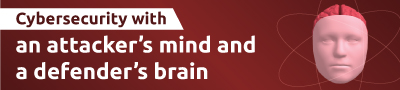 Cybersecurity with
an attacker's mind and
a defender's brain